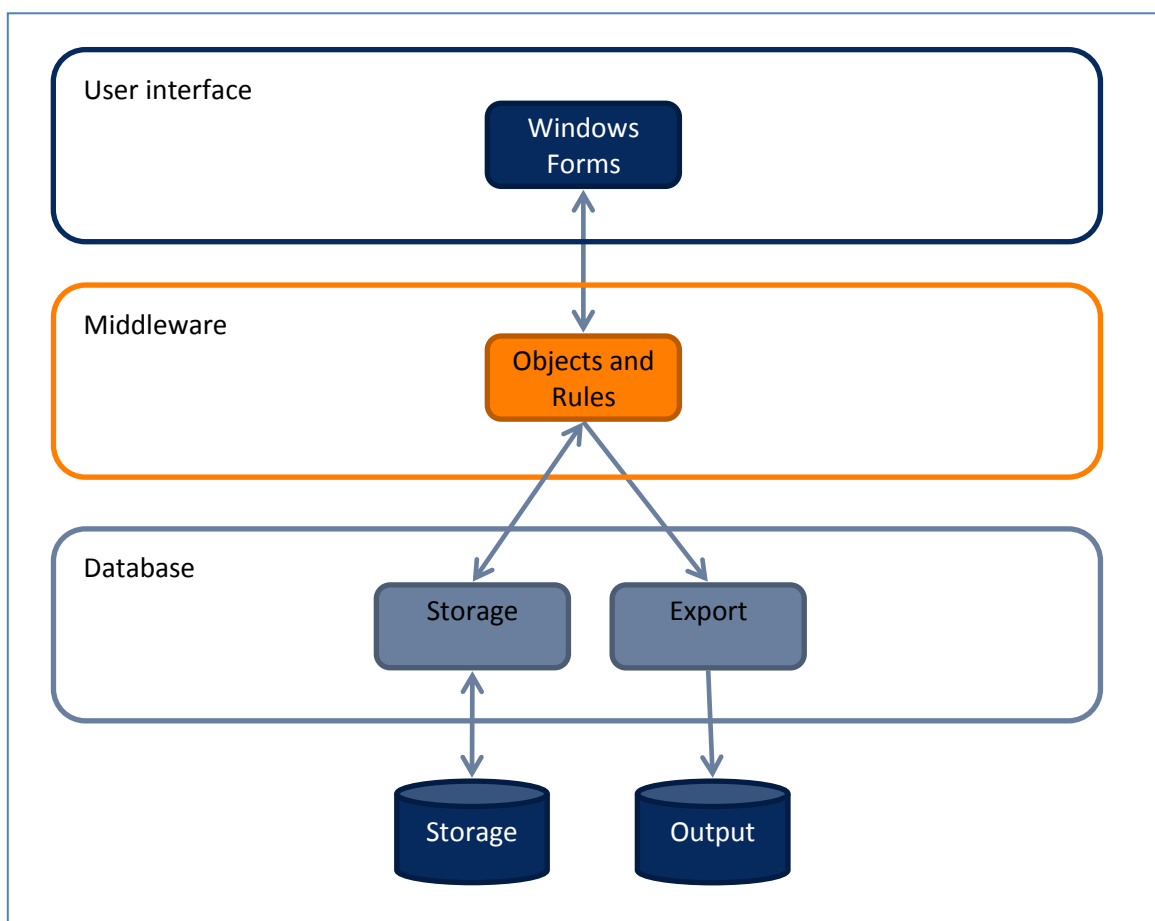 User interface
Windows
Forms
Middleware
Objects and
Rules
Database
Storage
Export
Storage
Output